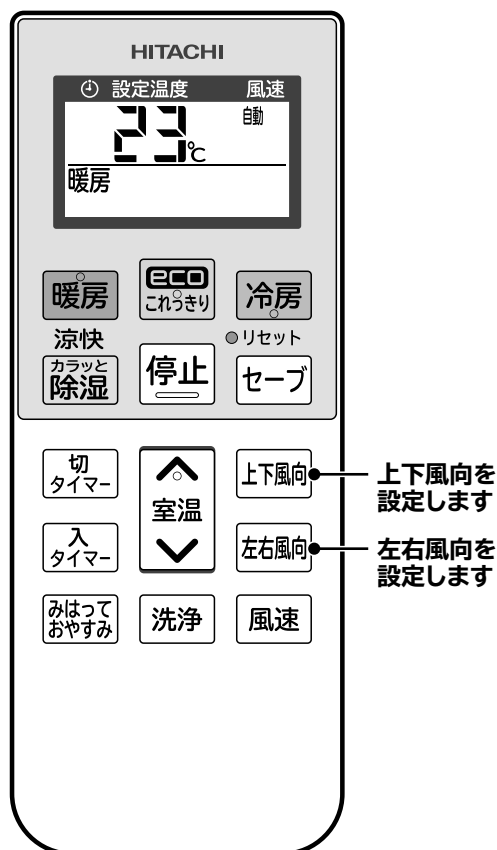 HITACHI
設定温度 風速
23℃ 自動
暖房
暖房
eco
これっきり
冷房
涼快
リセット
カラッと
除湿
停止
セーブ
切
タイマー
室温
上下風向
上下風向を
設定します
入
タイマー
左右風向
左右風向を
設定します
みはって
おやすみ
洗浄
風速